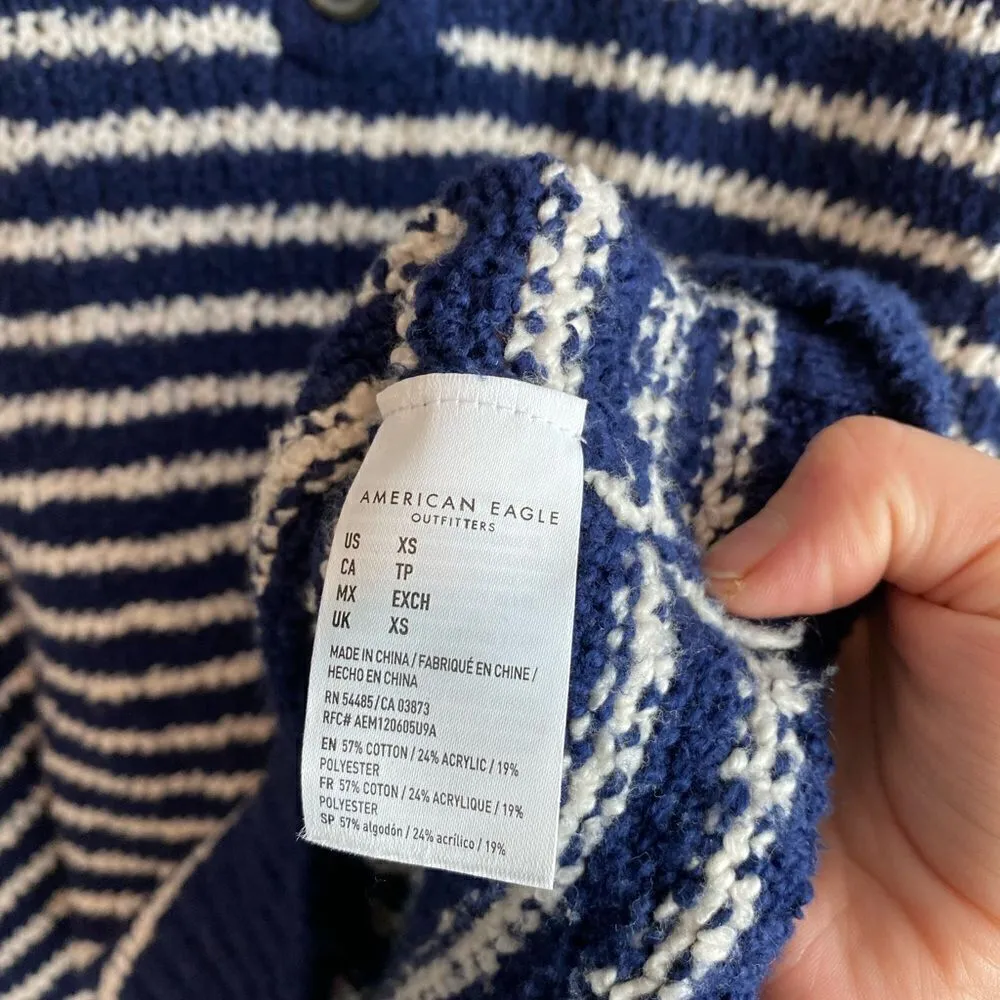 AMERICAN EAGLE
OUTFITTERS
US XS
CA TP
MX EXCH
UK XS
MADE IN CHINA / FABRIQUÉ EN CHINE /
HECHO EN CHINA
RN 54485/CA 03873
RFC# AEM120605U9A
EN 57% COTTON / 24% ACRYLIC / 19%
POLYESTER
FR 57% COTON / 24% ACRYLIQUE / 19%
POLYESTER
SP 57% algodón / 24% acrílico / 19%